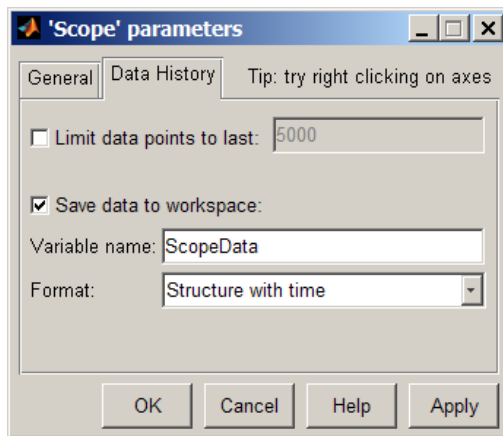 'Scope' parameters
General Data History Tip: try right clicking on axes
Limit data points to last: 5000
Save data to workspace:
Variable name: ScopeData
Format: Structure with time
OK Cancel Help Apply